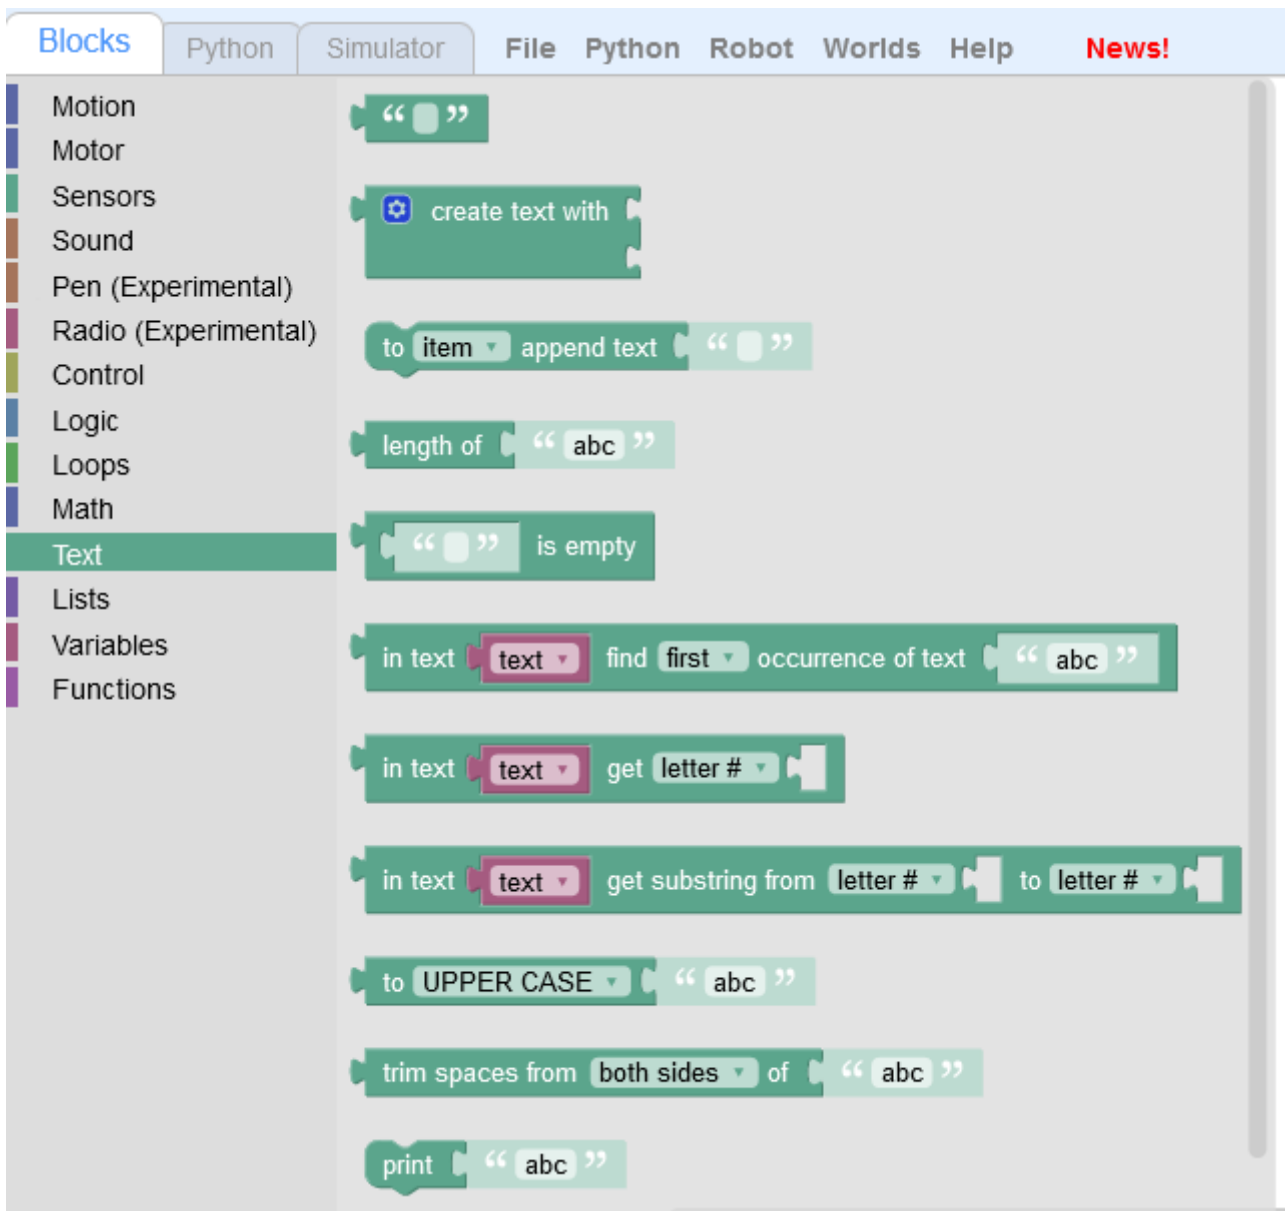 Blocks Python Simulator File Python Robot Worlds Help News!
Motion
Motor
Sensors
Sound
Pen (Experimental)
Radio (Experimental)
Control
Logic
Loops
Math
Text
Lists
Variables
Functions
“ ”
create text with
to item append text “ ”
length of “ abc ”
“ ” is empty
in text text find first occurrence of text “ abc ”
in text text get letter #
in text text get substring from letter # to letter #
to UPPER CASE “ abc ”
trim spaces from both sides of “ abc ”
print “ abc ”